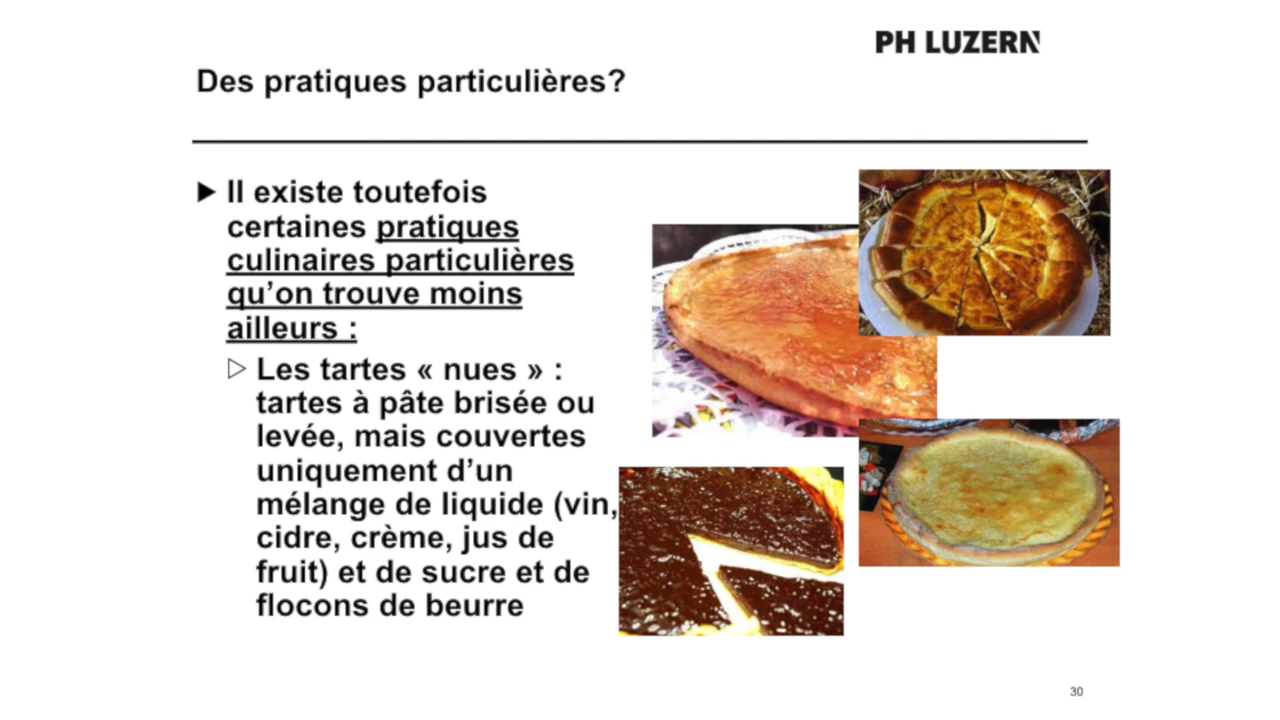 PH LUZERN
Des pratiques particulières?
Il existe toutefois
certaines pratiques
culinaires particulières
qu’on trouve moins
ailleurs :
Les tartes « nues » :
tartes à pâte brisée ou
levée, mais couvertes
uniquement d’un
mélange de liquide (vin,
cidre, crème, jus de
fruit) et de sucre et de
flocons de beurre
30